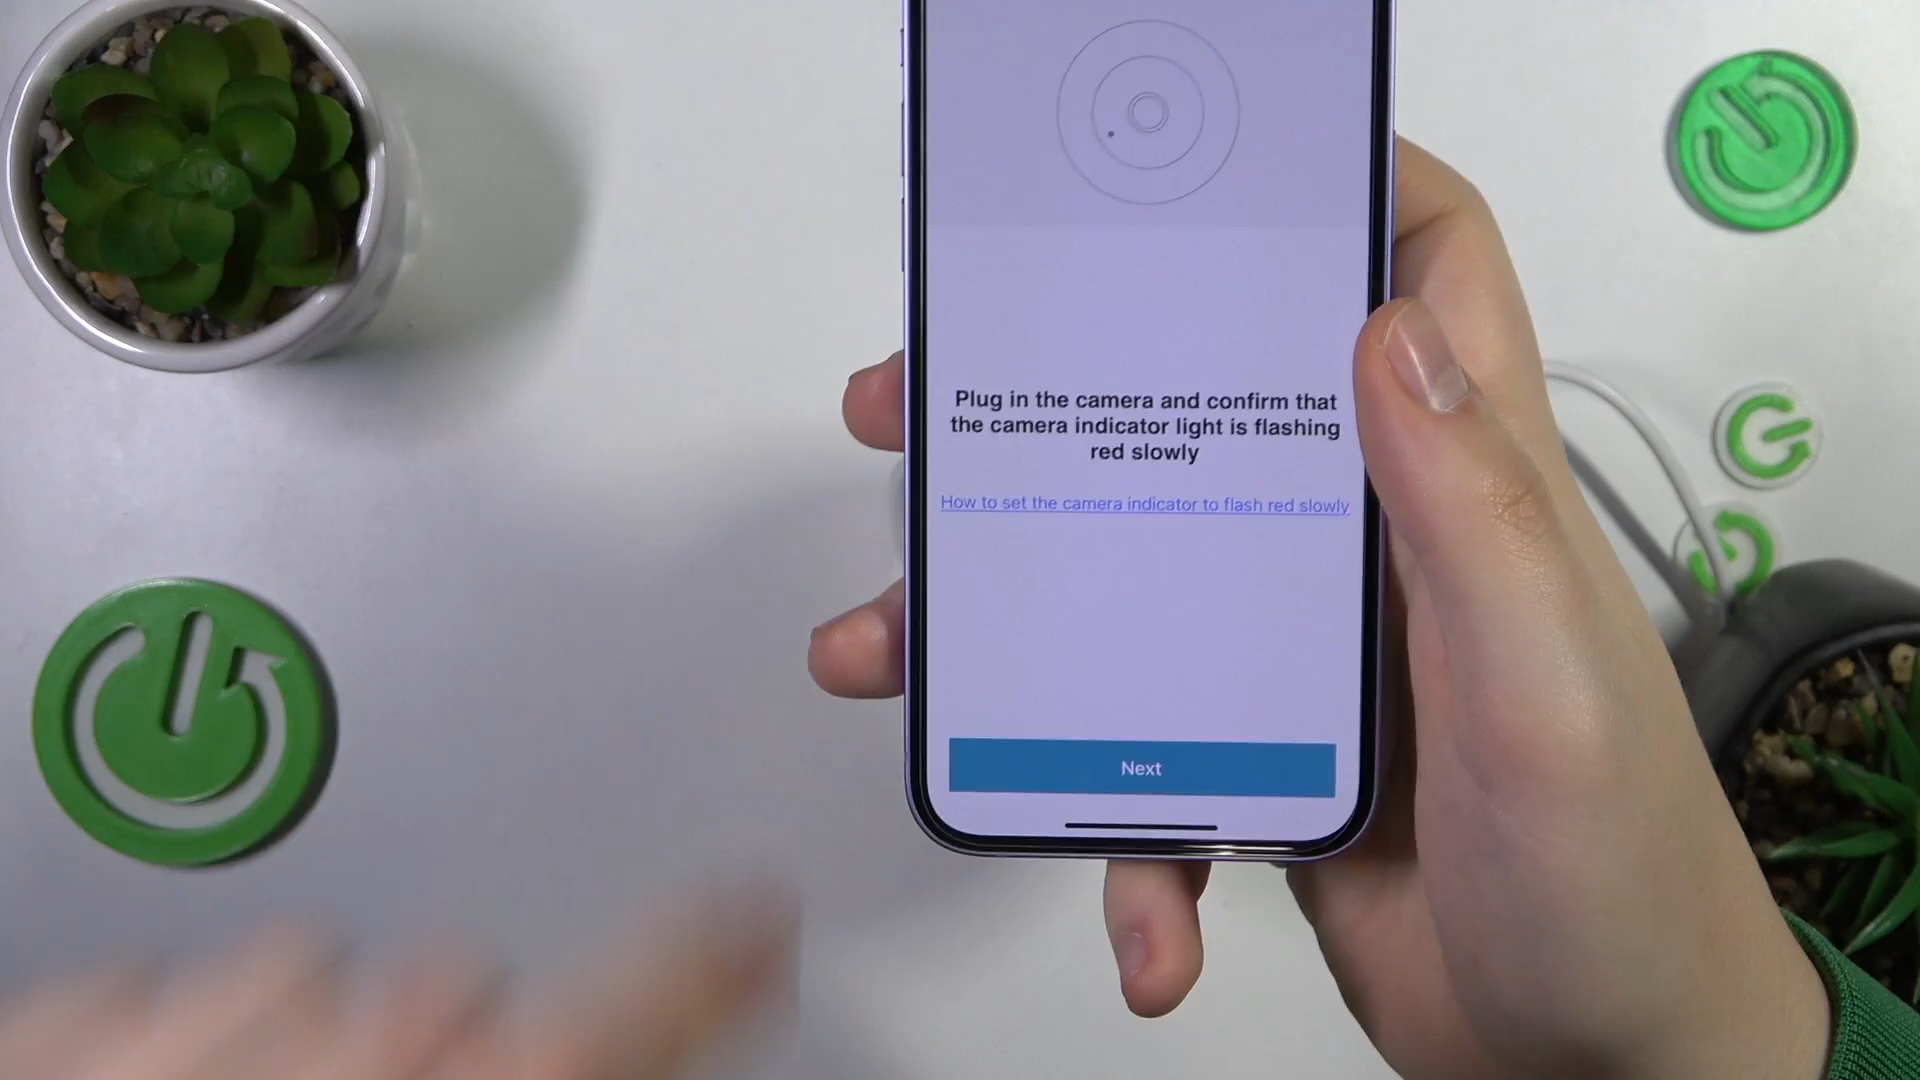 Plug in the camera and confirm that
the camera indicator light is flashing
red slowly
How to set the camera indicator to flash red slowly
Next